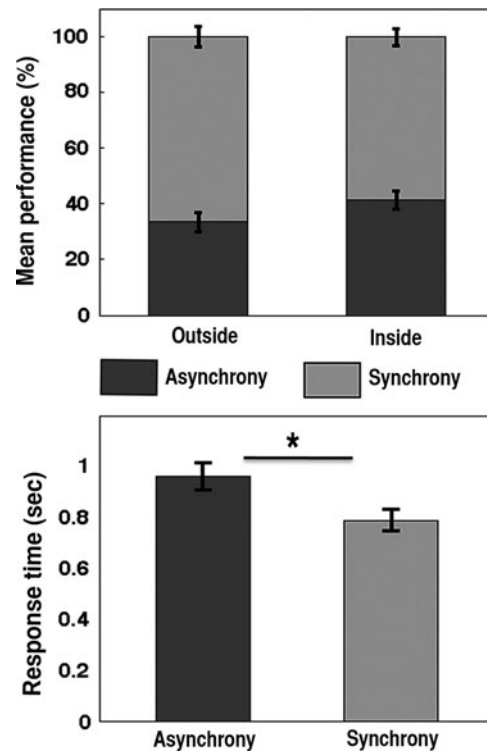 Mean performance (%)
100
80
60
40
20
0
Outside Inside
Asynchrony Synchrony
Response time (sec)
*
1
0.8
0.6
0.4
0.2
0
Asynchrony Synchrony